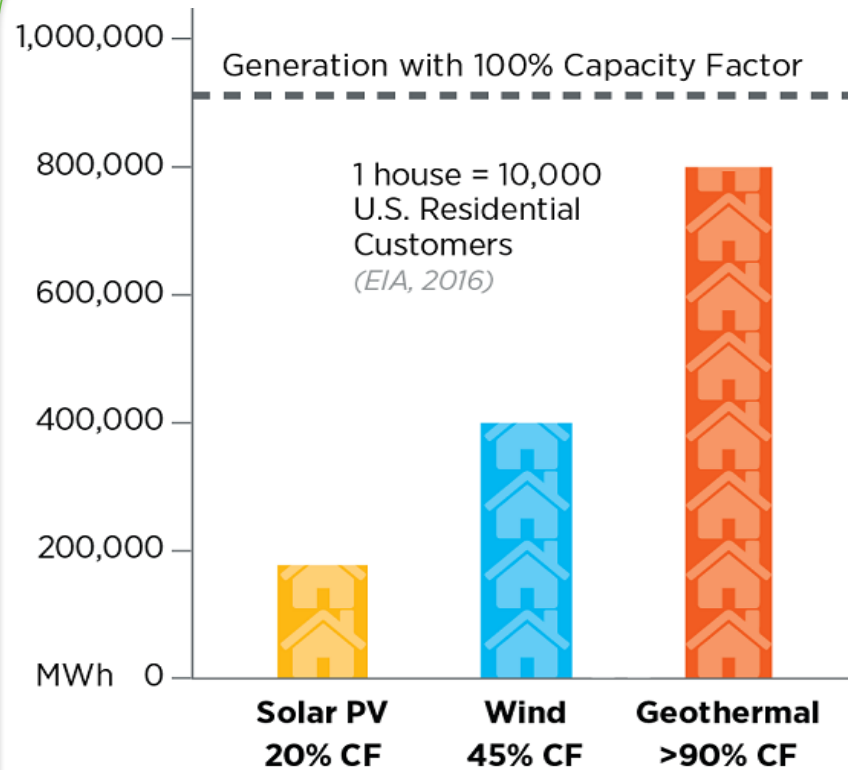 1,000,000
Generation with 100% Capacity Factor
800,000
1 house = 10,000
U.S. Residential
Customers
(EIA, 2016)
600,000
400,000
200,000
MWh 0
Solar PV
20% CF
Wind
45% CF
Geothermal
>90% CF